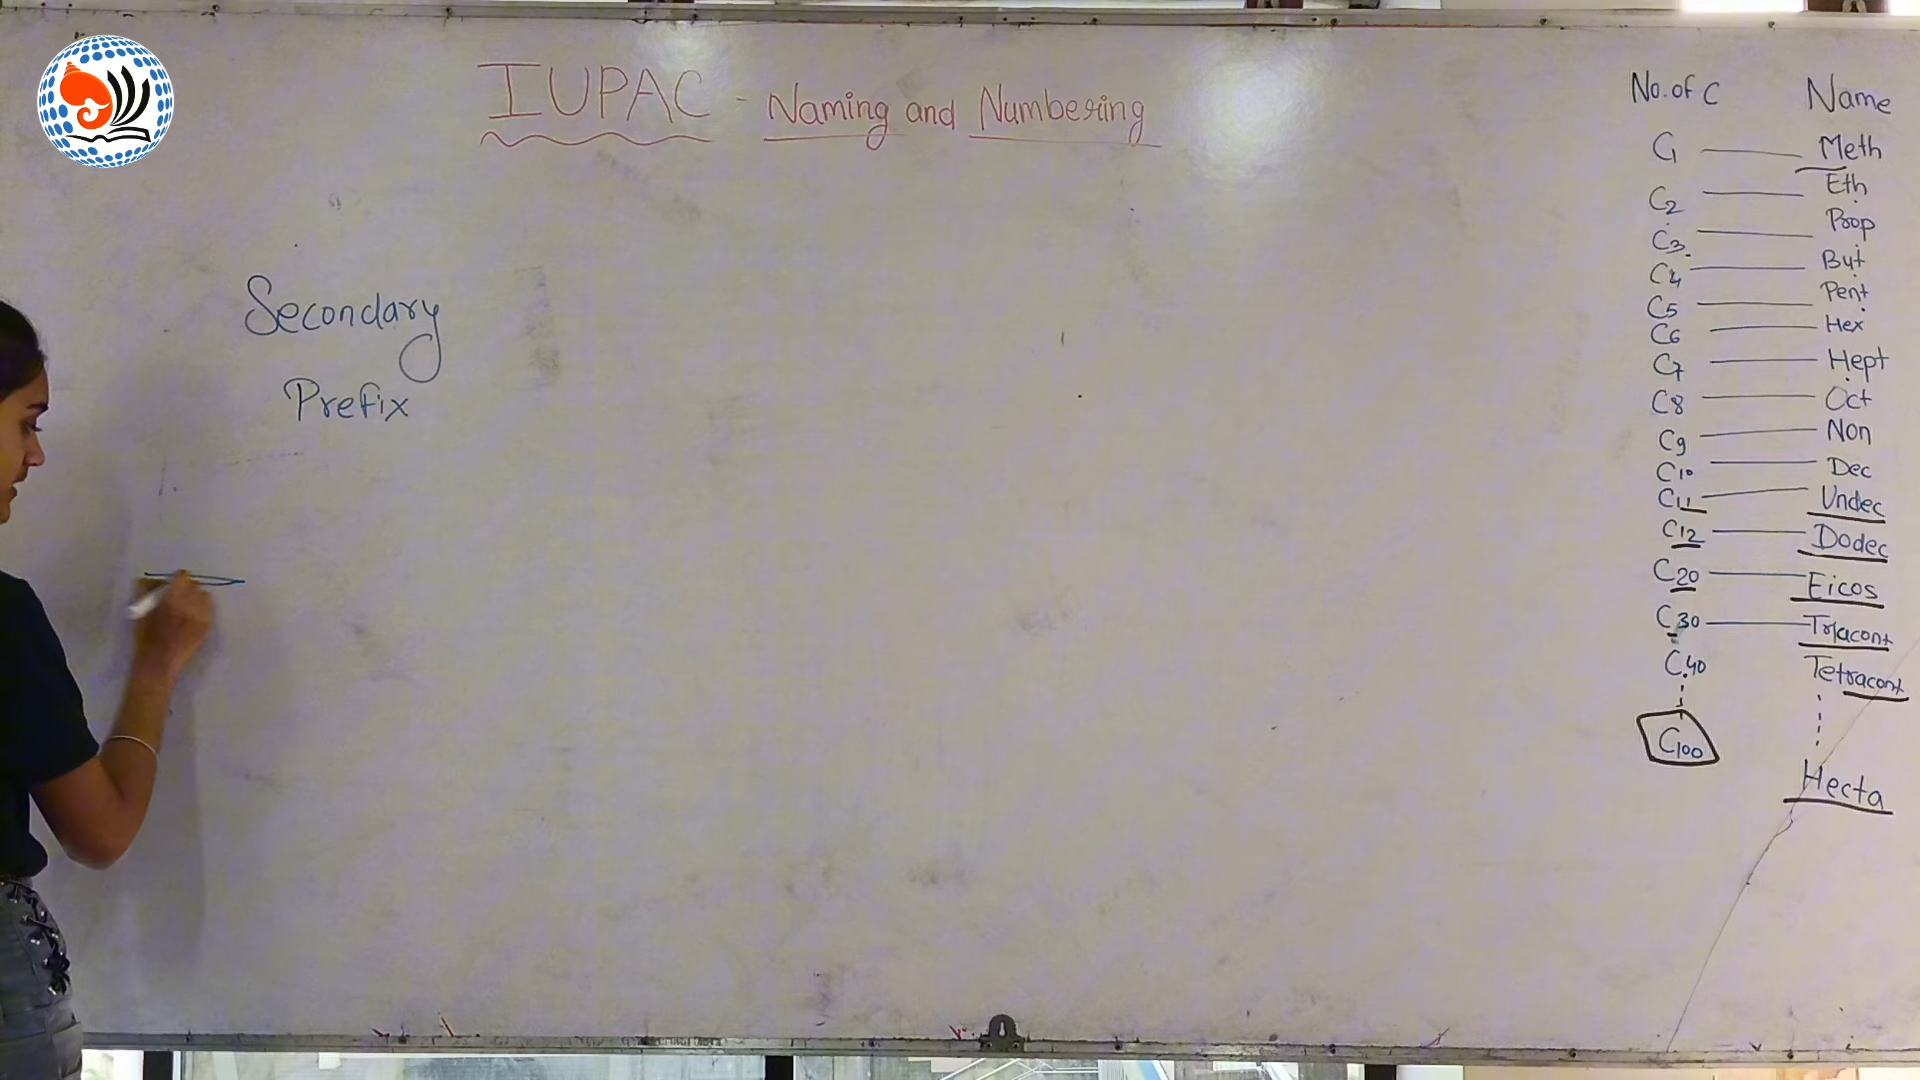 IUPAC - Naming and Numbering
Secondary
Prefix
No. of C Name
C1 Meth
C2 Eth
C3 Prop
C4 But
C5 Pent
C6 Hex
C7 Hept
C8 Oct
C9 Non
C10 Dec
C11 Undec
C12 Dodec
C20 Eicos
C30 Triacont
C40 Tetracont
C100
Hecta